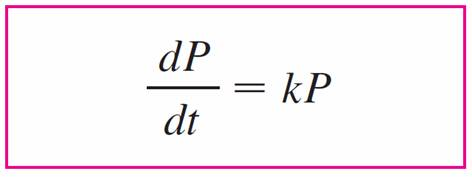 dP/dt = kP